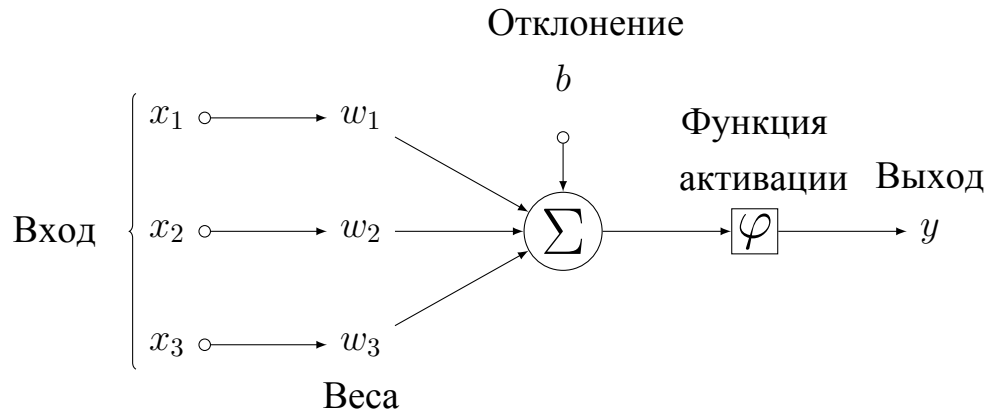 Отклонение
b
x₁ w₁
Функция
активации
Выход
Вход
x₂ w₂ ∑ φ y
x₃ w₃
Веса